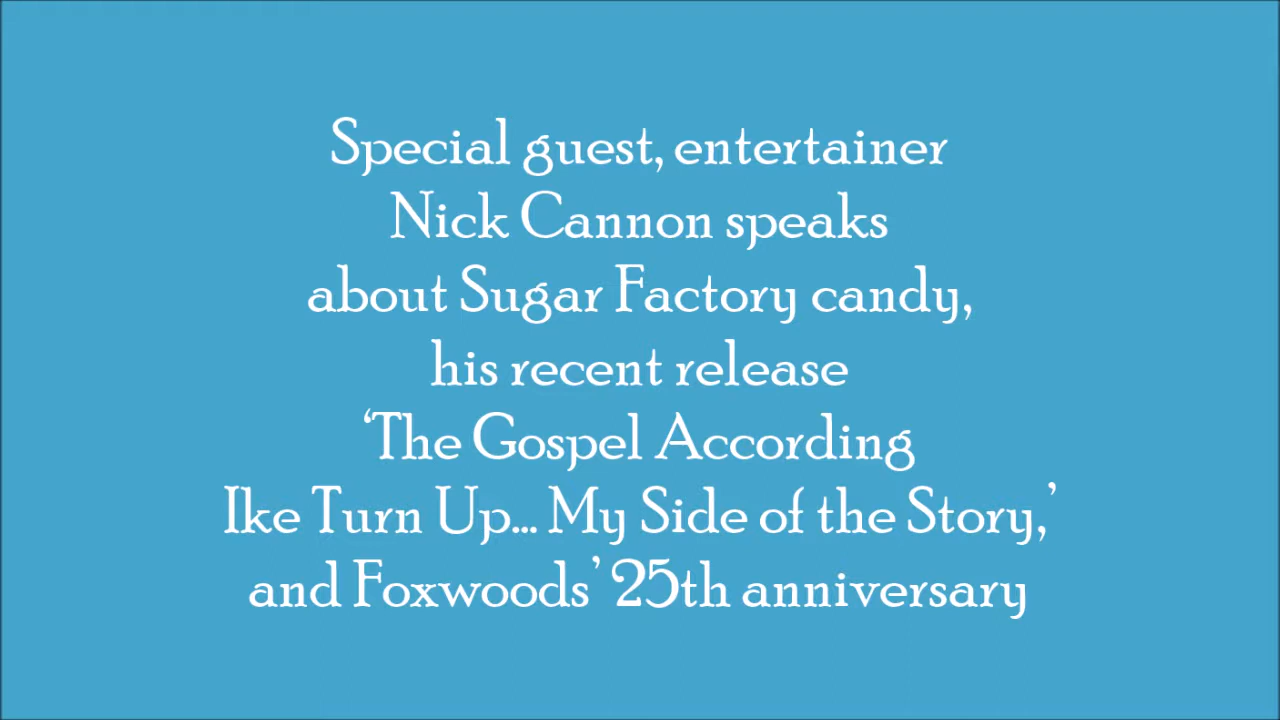 Special guest, entertainer
Nick Cannon speaks
about Sugar Factory candy,
his recent release
‘The Gospel According
Ike Turn Up... My Side of the Story,’
and Foxwoods’ 25th anniversary